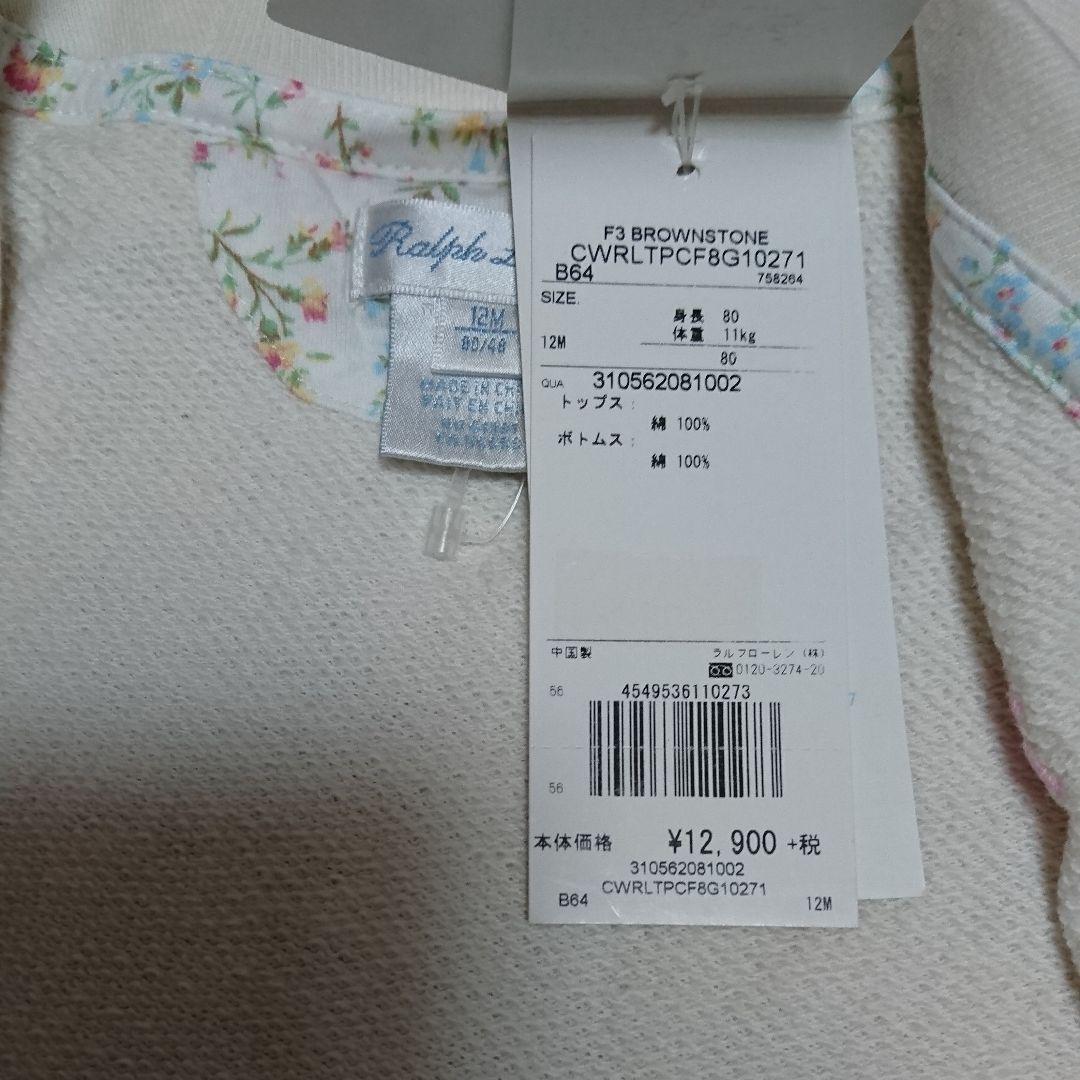 Ralph
12M
80/48
MADE IN
FAIT EN
F3 BROWNSTONE
CWRLTPCF8G10271
B64 758264
SIZE.
身長 80
体重 11kg
12M
80
QUA 310562081002
トップス:
綿 100%
ボトムス:
綿 100%
中国製 ラルフローレン(株)
0120-3274-20
56 4549536110273
56
本体価格 ¥12,900 +税
310562081002
CWRLTPCF8G10271
B64 12M